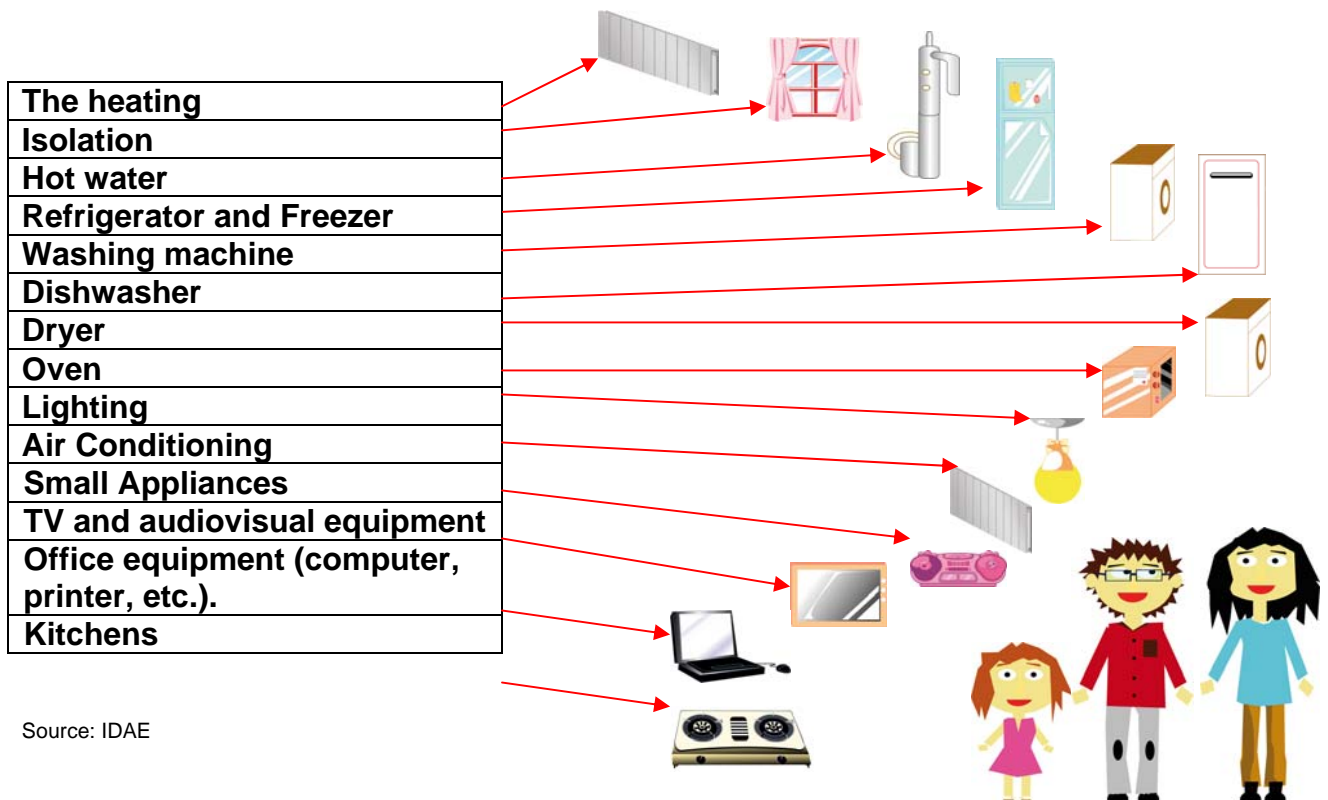 The heating
Isolation
Hot water
Refrigerator and Freezer
Washing machine
Dishwasher
Dryer
Oven
Lighting
Air Conditioning
Small Appliances
TV and audiovisual equipment
Office equipment (computer,
printer, etc.).
Kitchens
Source: IDAE